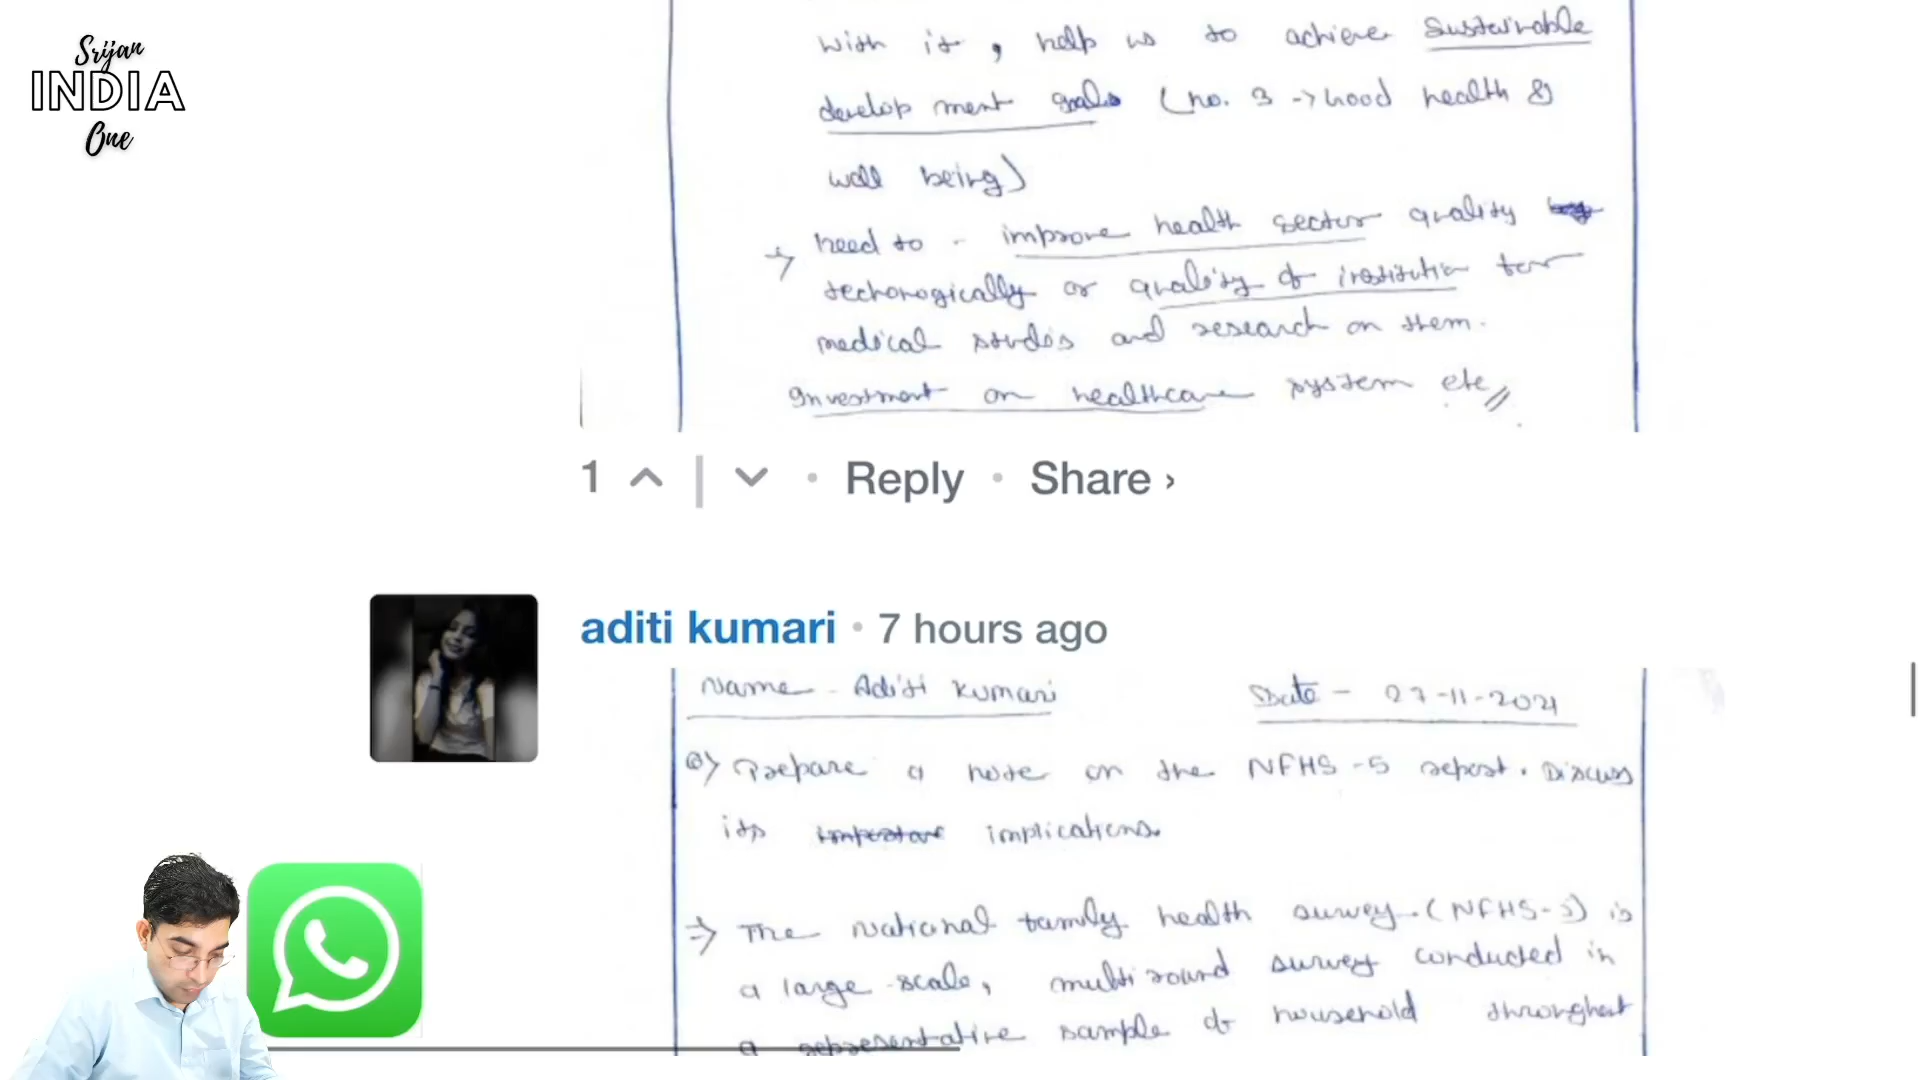 Srijan
INDIA
One
with it, help us to achieve sustainable
develop ment goals (no. 3 -> Good health &
well being)
-> need to - improve health sector quality
techonogically or quality of institution for
medical studies and research on them.
Investment on healthcare system etc //
1 Reply Share ›
aditi kumari · 7 hours ago
Name - Aditi Kumari Date - 27-11-2021
Q> Prepare a note on the NFHS-5 report. Discuss
its implications.
=> The National family health survey (NFHS-5) is
a large-scale, multi round survey conducted in
a representative sample of household throughout